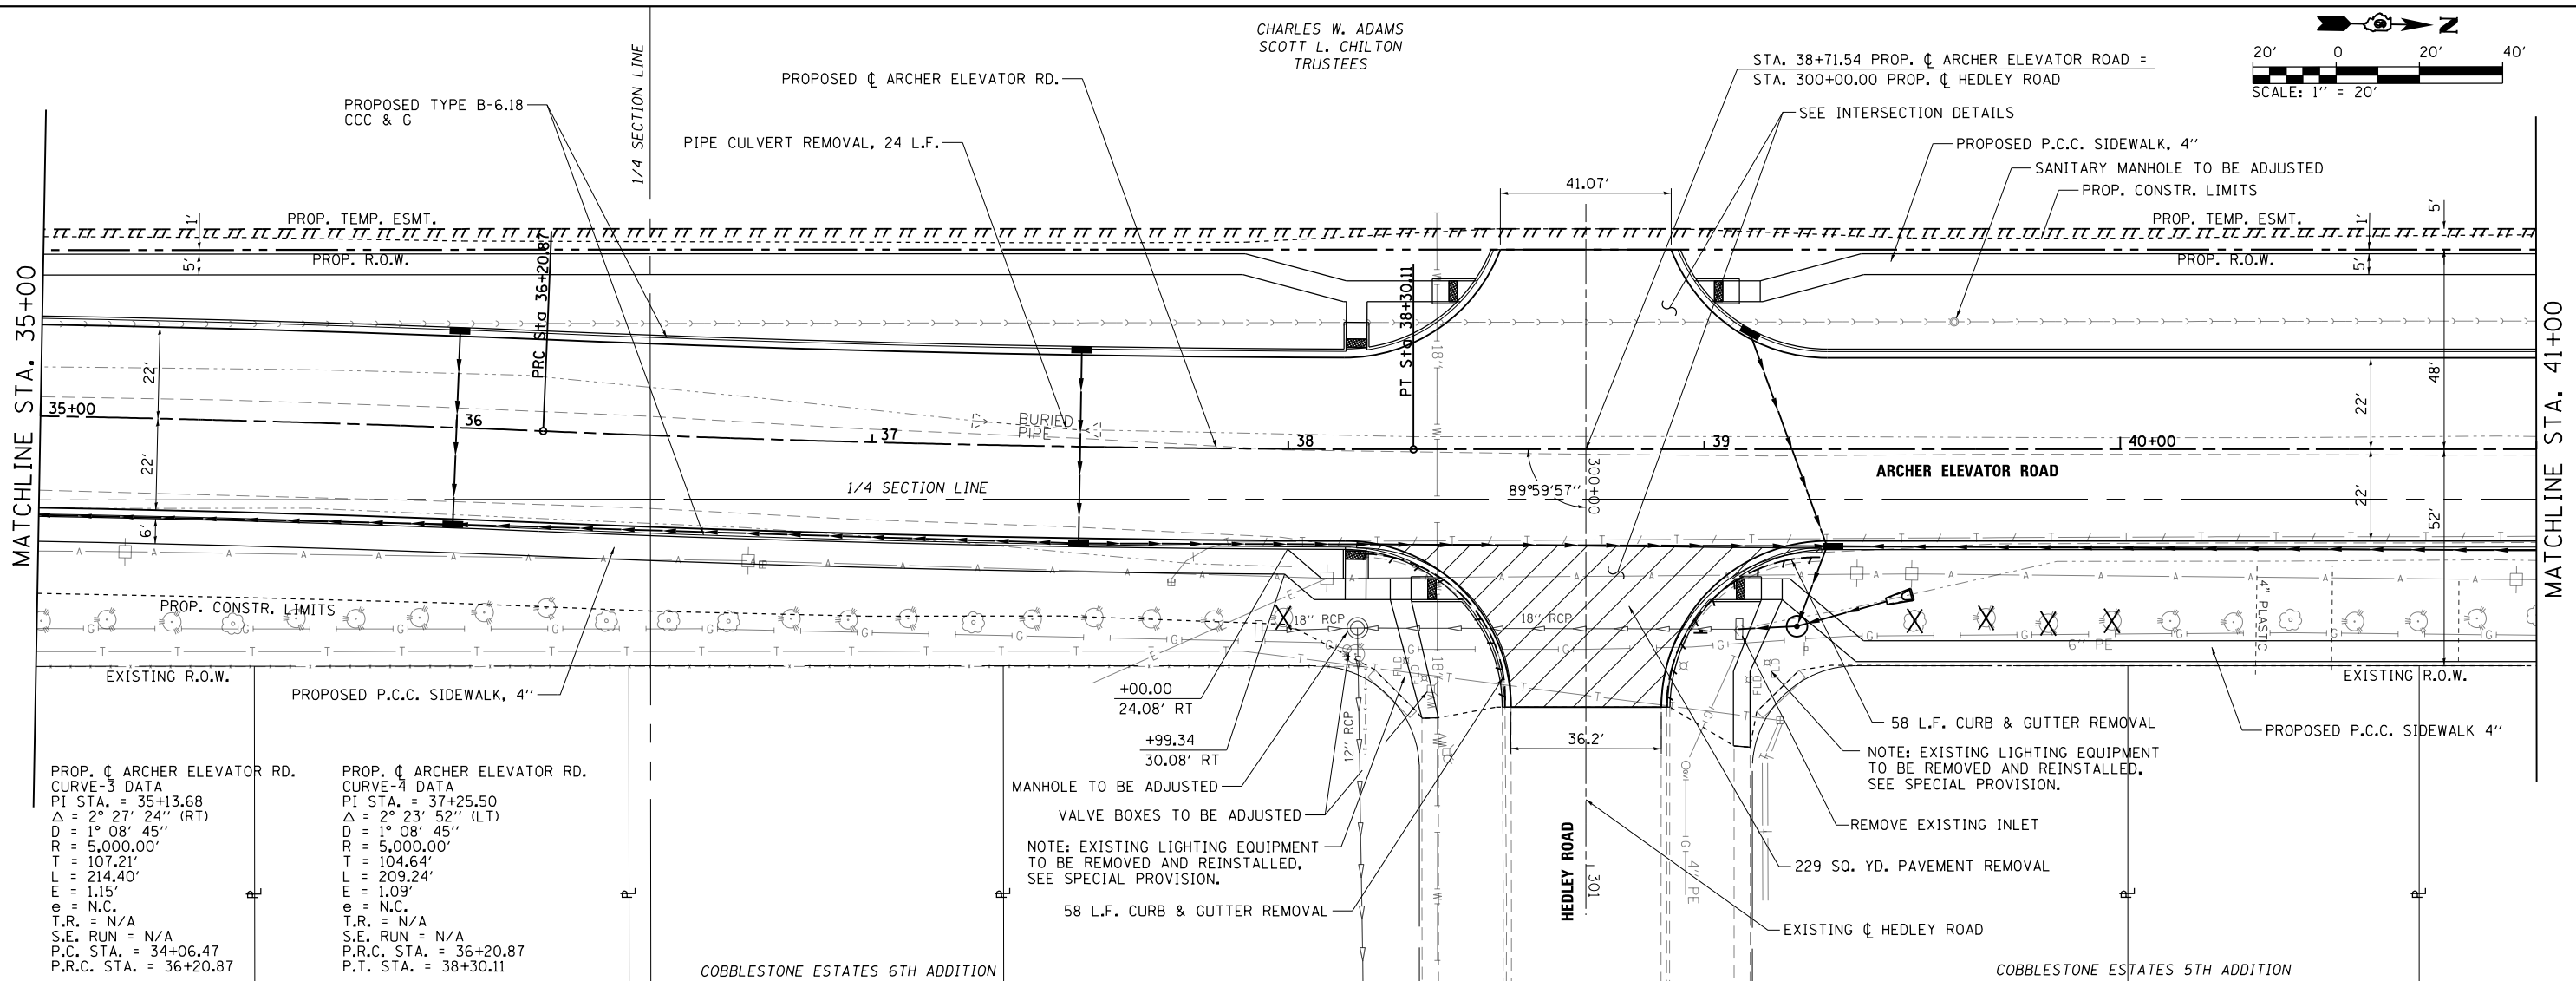 CHARLES W. ADAMS
SCOTT L. CHILTON
TRUSTEES
N
20' 0 20' 40'
SCALE: 1'' = 20'
1/4 SECTION LINE
PROPOSED ℄ ARCHER ELEVATOR RD.
STA. 38+71.54 PROP. ℄ ARCHER ELEVATOR ROAD =
STA. 300+00.00 PROP. ℄ HEDLEY ROAD
PROPOSED TYPE B-6.18
CCC & G
PIPE CULVERT REMOVAL, 24 L.F.
SEE INTERSECTION DETAILS
PROPOSED P.C.C. SIDEWALK, 4''
SANITARY MANHOLE TO BE ADJUSTED
PROP. CONSTR. LIMITS
41.07'
1'
PROP. TEMP. ESMT.
PROP. TEMP. ESMT.
1'
5'
5'
PROP. R.O.W.
PROP. R.O.W.
5'
MATCHLINE STA. 35+00
MATCHLINE STA. 41+00
PRC Sta 36+20.87
PT Sta 38+30.11
W
18''
W
22'
22'
48'
35+00
36
37
BURIED
PIPE
38
39
40+00
ARCHER ELEVATOR ROAD
22'
1/4 SECTION LINE
89°59'57''
300+00
22'
52'
6'
PROP. CONSTR. LIMITS
18'' RCP
18'' RCP
6'' PE
4'' PLASTIC
EXISTING R.O.W.
EXISTING R.O.W.
PROPOSED P.C.C. SIDEWALK, 4''
+00.00
24.08' RT
+99.34
30.08' RT
12'' RCP
18''
FLD
FLD
FLD
36.2'
58 L.F. CURB & GUTTER REMOVAL
PROPOSED P.C.C. SIDEWALK 4''
NOTE: EXISTING LIGHTING EQUIPMENT
TO BE REMOVED AND REINSTALLED,
SEE SPECIAL PROVISION.
MANHOLE TO BE ADJUSTED
VALVE BOXES TO BE ADJUSTED
REMOVE EXISTING INLET
NOTE: EXISTING LIGHTING EQUIPMENT
TO BE REMOVED AND REINSTALLED,
SEE SPECIAL PROVISION.
229 SQ. YD. PAVEMENT REMOVAL
58 L.F. CURB & GUTTER REMOVAL
HEDLEY ROAD
301
4'' PE
EXISTING ℄ HEDLEY ROAD
PROP. ℄ ARCHER ELEVATOR RD.
CURVE-3 DATA
PI STA. = 35+13.68
Δ = 2° 27' 24'' (RT)
D = 1° 08' 45''
R = 5,000.00'
T = 107.21'
L = 214.40'
E = 1.15'
e = N.C.
T.R. = N/A
S.E. RUN = N/A
P.C. STA. = 34+06.47
P.R.C. STA. = 36+20.87
PROP. ℄ ARCHER ELEVATOR RD.
CURVE-4 DATA
PI STA. = 37+25.50
Δ = 2° 23' 52'' (LT)
D = 1° 08' 45''
R = 5,000.00'
T = 104.64'
L = 209.24'
E = 1.09'
e = N.C.
T.R. = N/A
S.E. RUN = N/A
P.R.C. STA. = 36+20.87
P.T. STA. = 38+30.11
COBBLESTONE ESTATES 6TH ADDITION
COBBLESTONE ESTATES 5TH ADDITION